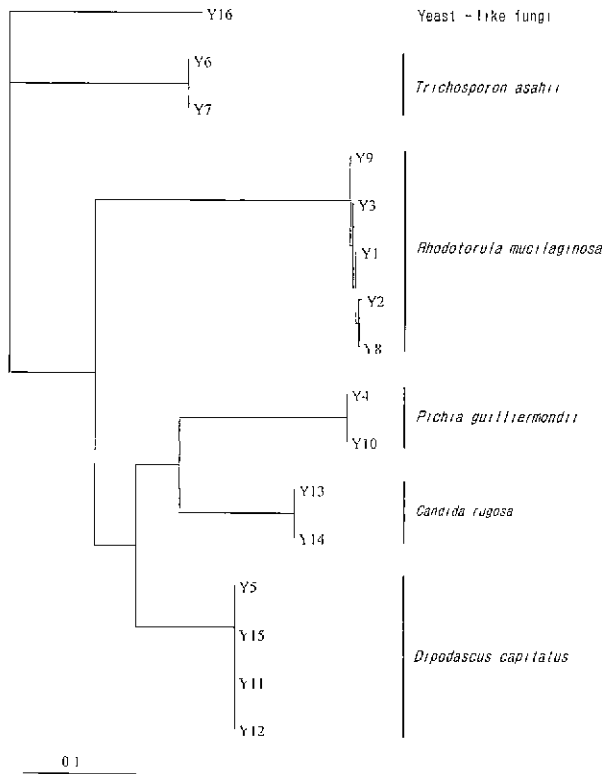 Y16 Yeast -like fungi
Y6
Trichosporon asahii
Y7
Y9
Y3
Y1 Rhodotorula mucilaginosa
Y2
Y8
Y4
Pichia guilliermondii
Y10
Y13
Candida rugosa
Y14
Y5
Y15
Dipodascus capitatus
Y11
Y12
0.1